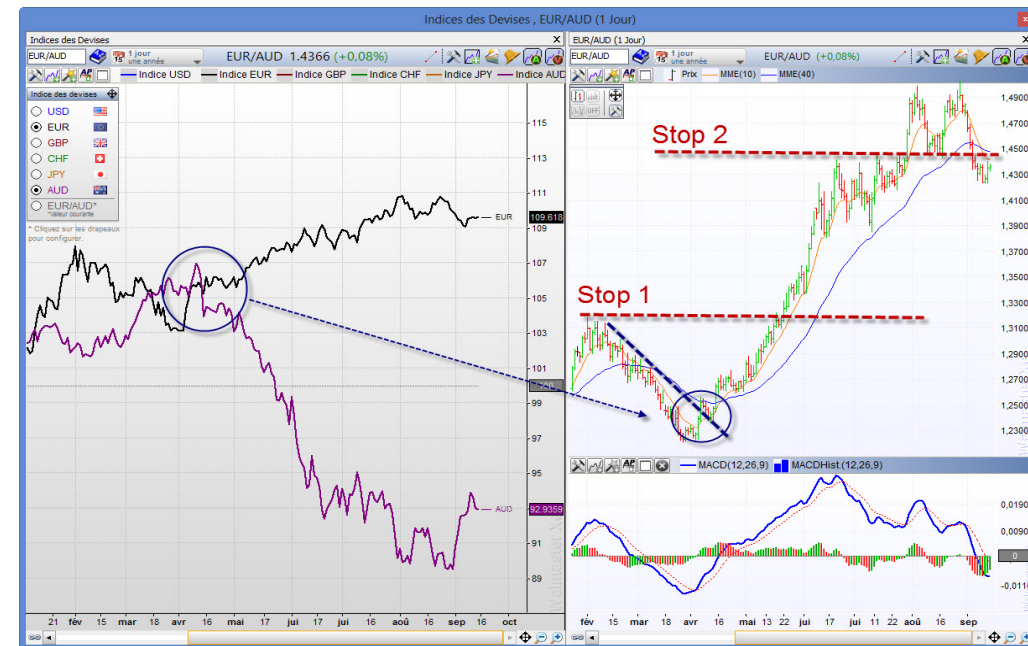 Indices des Devises , EUR/AUD (1 Jour)
Indices des Devises
EUR/AUD
15
1 jour
une année
EUR/AUD 1.4366 (+0,08%)
Indice USD Indice EUR Indice GBP Indice CHF Indice JPY Indice AUD
Indice des devises
USD
EUR
GBP
CHF
JPY
AUD
EUR/AUD*
*Valeur courante
* Cliquez sur les drapeaux
pour configurer.
115
113
111
EUR
109.618
109
107
105
103
101
99
97
95
AUD
92.9359
91
89
21 fév 15 mar 18 avr 16 mai 17 jui 17 jui 16 aoû 16 sep 16 oct
EUR/AUD (1 Jour)
EUR/AUD
15
1 jour
une année
EUR/AUD (+0,08%)
Prix MME(10) MME(40)
OFF
Stop 2
Stop 1
1,4900
1,4700
1,4500
1,4300
1,4100
1,3900
1,3700
1,3500
1,3300
1,3100
1,2900
1,2700
1,2500
1,2300
MACD(12,26,9) MACDHist.(12,26,9)
0,0190
0,0090
0
fév 15 mar 18 avr 16 mai 13 22 jui 17 jui 11 22 aoû 16 sep